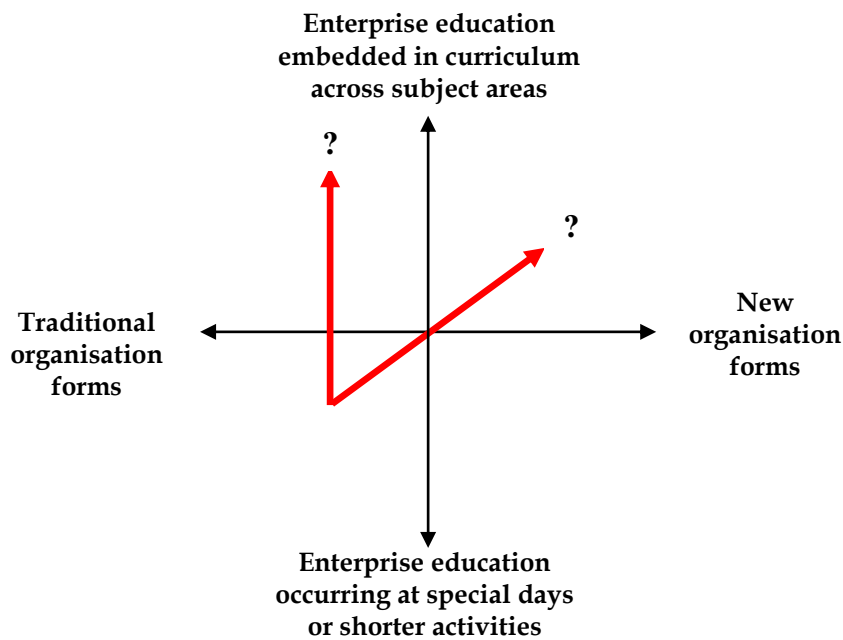 Enterprise education
embedded in curriculum
across subject areas
?
?
Traditional
organisation
forms
New
organisation
forms
Enterprise education
occurring at special days
or shorter activities